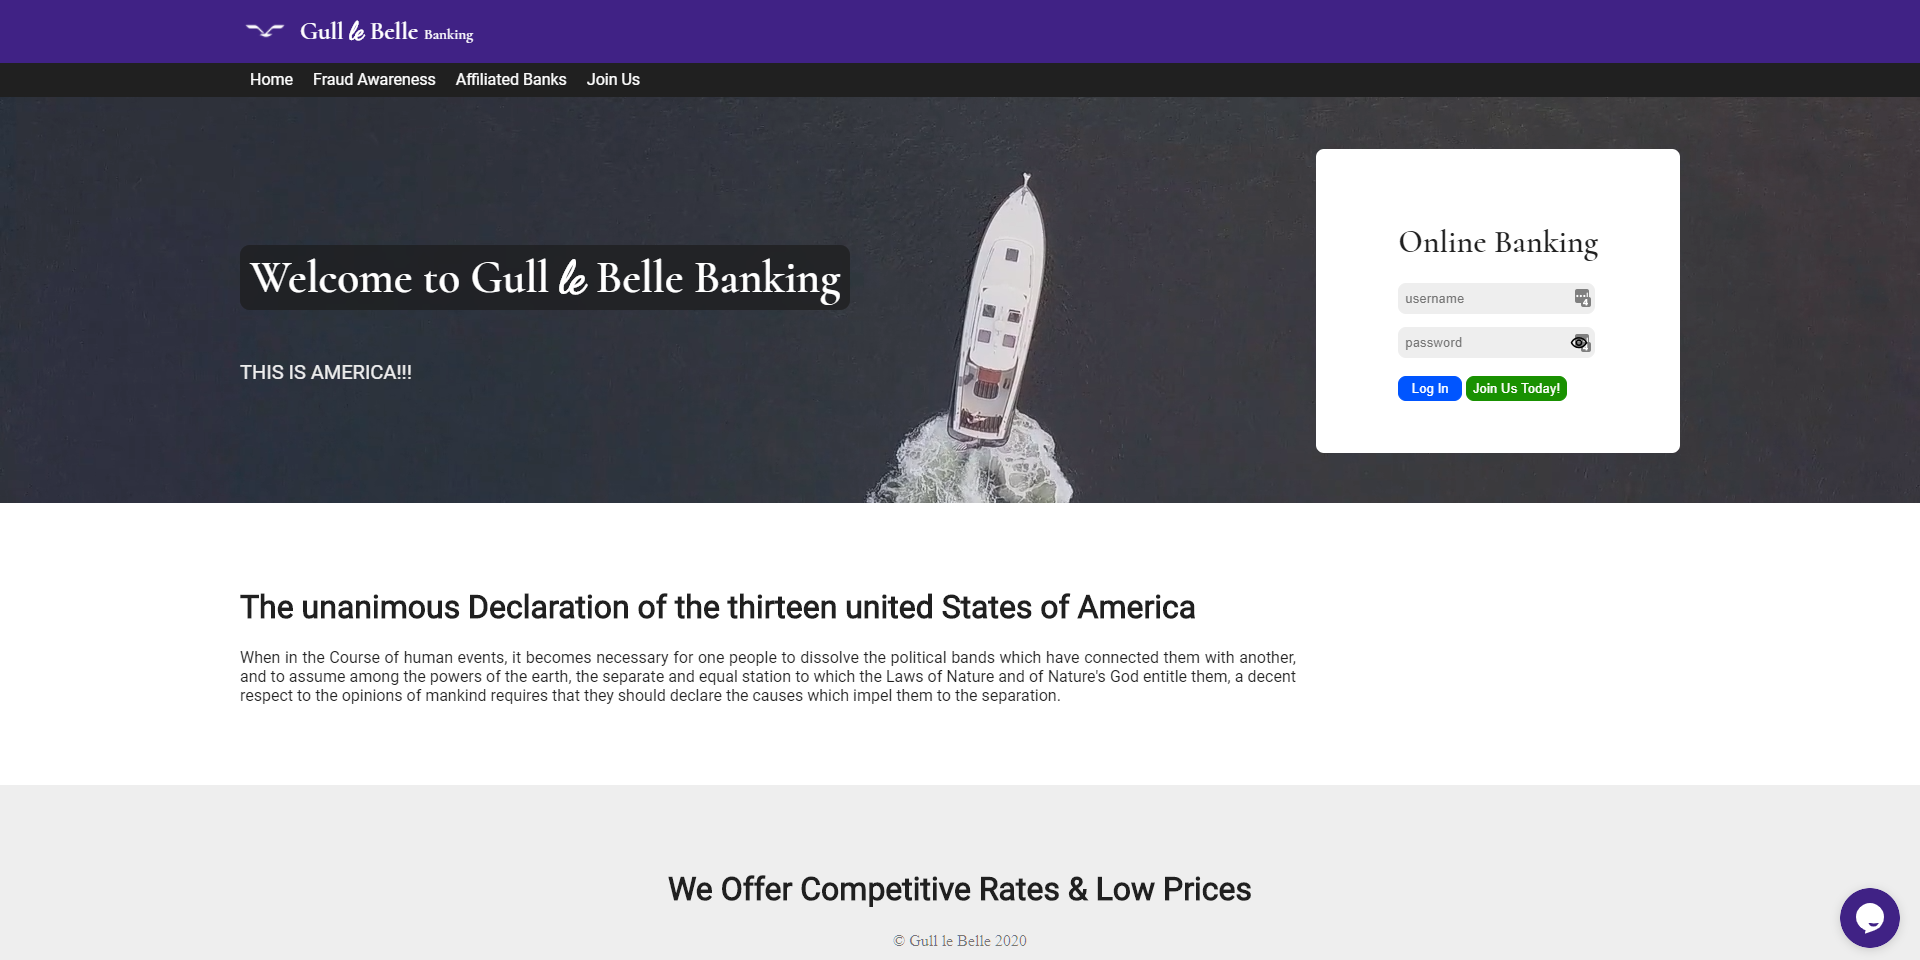 Gull le Belle Banking
Home Fraud Awareness Affiliated Banks Join Us
Welcome to Gull le Belle Banking
THIS IS AMERICA!!!
Online Banking
username
password
Log In Join Us Today!
The unanimous Declaration of the thirteen united States of America
When in the Course of human events, it becomes necessary for one people to dissolve the political bands which have connected them with another,
and to assume among the powers of the earth, the separate and equal station to which the Laws of Nature and of Nature's God entitle them, a decent
respect to the opinions of mankind requires that they should declare the causes which impel them to the separation.
We Offer Competitive Rates & Low Prices
© Gull le Belle 2020